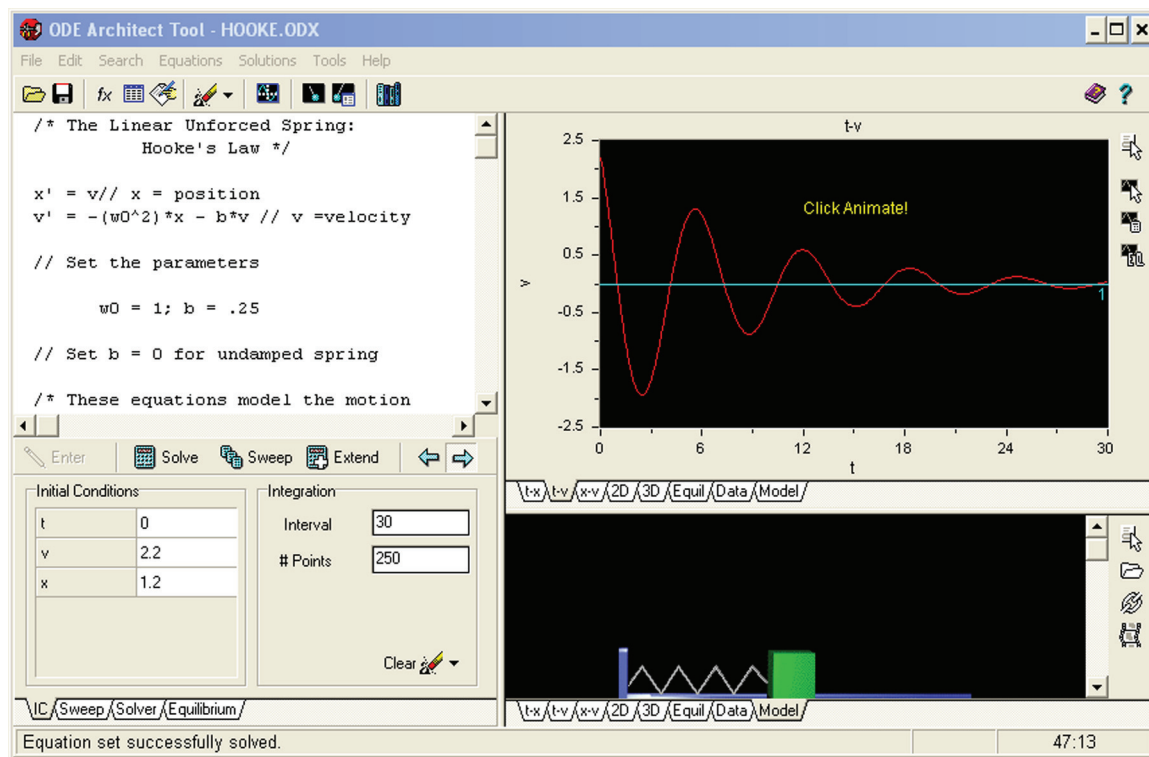 ODE Architect Tool - HOOKE.ODX
File Edit Search Equations Solutions Tools Help
fx
/* The Linear Unforced Spring:
Hooke's Law */
x' = v// x = position
v' = -(w0^2)*x - b*v // v =velocity
// Set the parameters
w0 = 1; b = .25
// Set b = 0 for undamped spring
/* These equations model the motion
Enter Solve Sweep Extend
Initial Conditions
t 0
v 2.2
x 1.2
Integration
Interval 30
# Points 250
Clear
IC Sweep Solver Equilibrium
t-v
2.5
1.5
0.5
-0.5
-1.5
-2.5
v
Click Animate!
1
0 6 12 18 24 30
t
t-x t-v x-v 2D 3D Equil Data Model
t-x t-v x-v 2D 3D Equil Data Model
Equation set successfully solved.
47:13